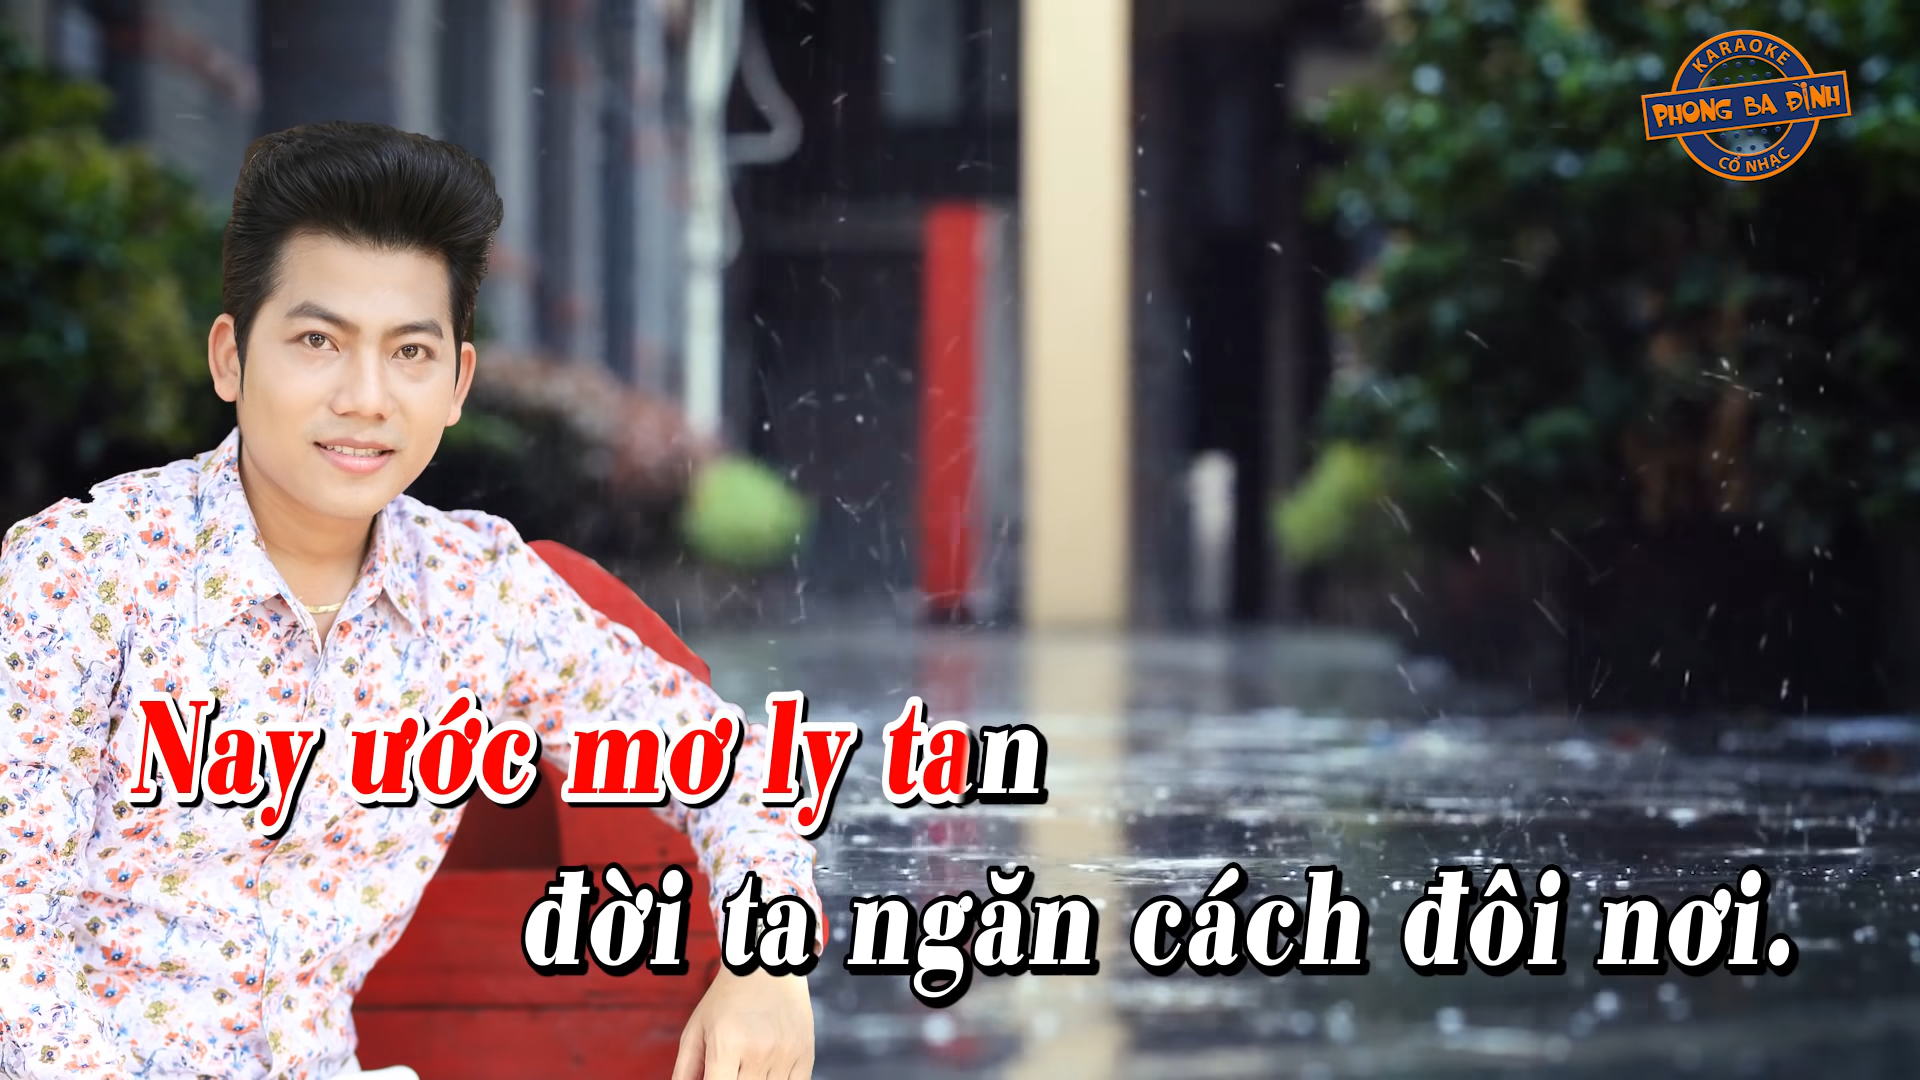 KARAOKE
PHONG BA ĐÌNH
CỔ NHẠC
Nay ước mơ ly tan
đời ta ngăn cách đôi nơi.